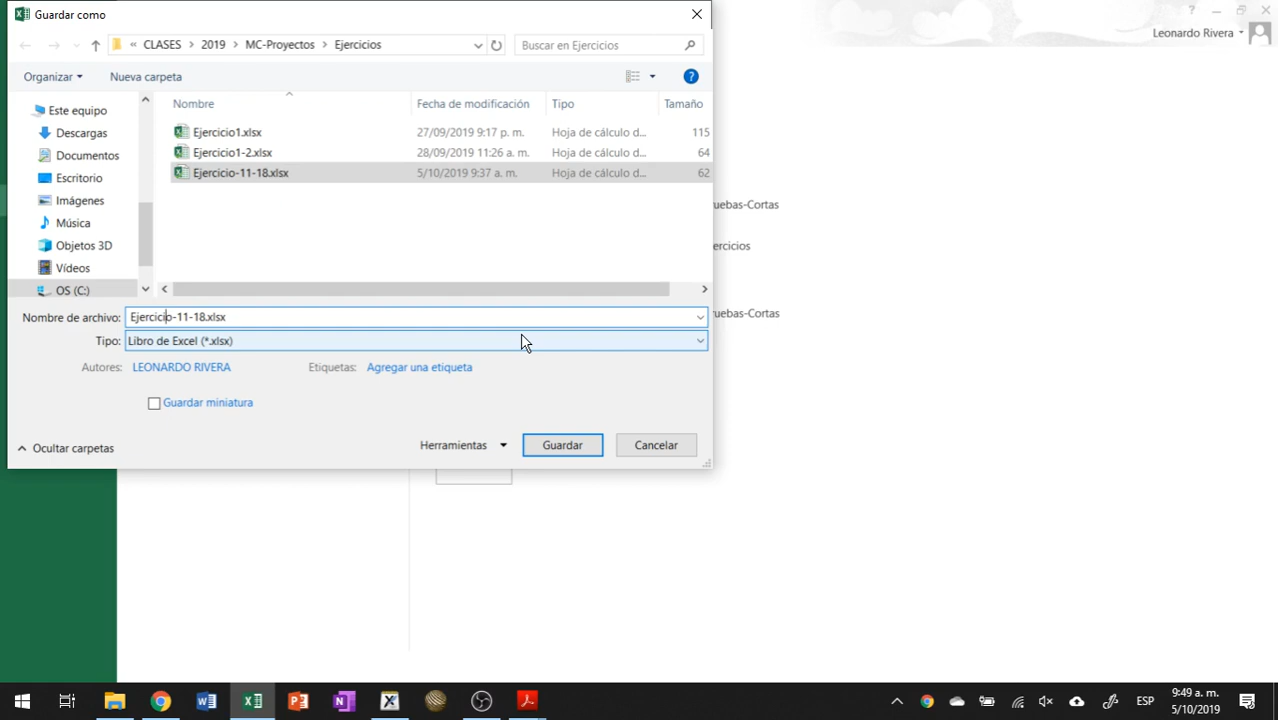 Guardar como
Leonardo Rivera
« CLASES > 2019 > MC-Proyectos > Ejercicios
Buscar en Ejercicios
Organizar
Nueva carpeta
Nombre
Fecha de modificación
Tipo
Tamaño
Este equipo
Descargas
Documentos
Escritorio
Imágenes
Música
Objetos 3D
Vídeos
OS (C:)
Ejercicio1.xlsx 27/09/2019 9:17 p. m. Hoja de cálculo d... 115
Ejercicio1-2.xlsx 28/09/2019 11:26 a. m. Hoja de cálculo d... 64
Ejercicio-11-18.xlsx 5/10/2019 9:37 a. m. Hoja de cálculo d... 62
uebas-Cortas
ercicios
uebas-Cortas
Nombre de archivo: Ejercicio-11-18.xlsx
Tipo: Libro de Excel (*.xlsx)
Autores: LEONARDO RIVERA
Etiquetas: Agregar una etiqueta
Guardar miniatura
Ocultar carpetas
Herramientas
Guardar
Cancelar
ESP
9:49 a. m.
5/10/2019